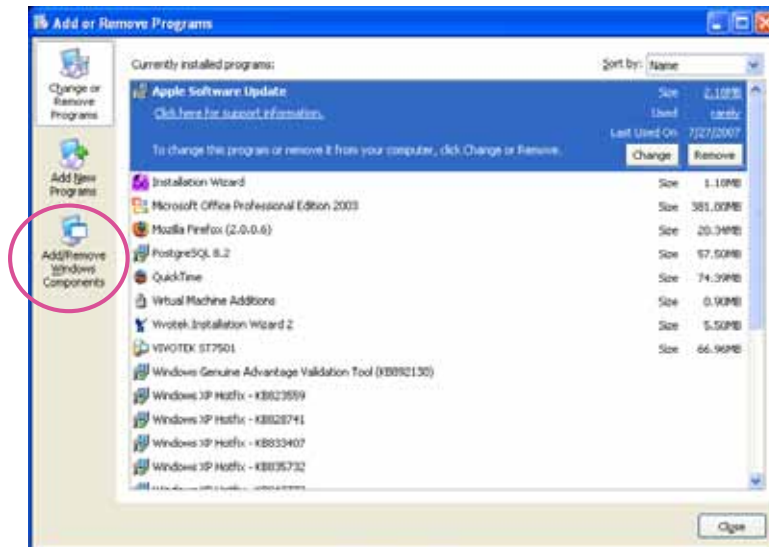 Add or Remove Programs
Change or
Remove
Programs
Add New
Programs
Add/Remove
Windows
Components
Currently installed programs:
Sort by: Name
Apple Software Update
Size 2.18MB
Click here for support information.
Used rarely
Last Used On 7/27/2007
To change this program or remove it from your computer, click Change or Remove.
Change
Remove
Installation Wizard Size 1.10MB
Microsoft Office Professional Edition 2003 Size 381.00MB
Mozilla Firefox (2.0.0.6) Size 20.34MB
PostgreSQL 8.2 Size 57.50MB
QuickTime Size 74.39MB
Virtual Machine Additions Size 0.90MB
Vivotek Installation Wizard 2 Size 5.50MB
VIVOTEK ST7501 Size 66.96MB
Windows Genuine Advantage Validation Tool (KB892130)
Windows XP Hotfix - KB823559
Windows XP Hotfix - KB828741
Windows XP Hotfix - KB833407
Windows XP Hotfix - KB835732
Close